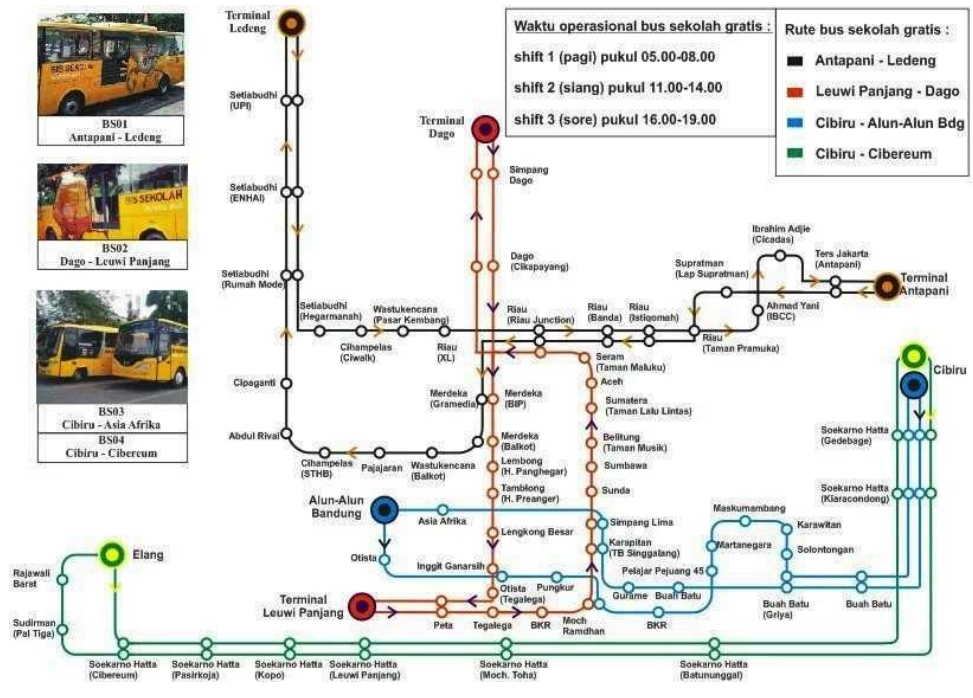 BS01
Antapani - Ledeng
BIS SEKOLAH
BS02
Dago - Leuwi Panjang
BS03
Cibiru - Asia Afrika
BS04
Cibiru - Cibereum
Waktu operasional bus sekolah gratis :
shift 1 (pagi) pukul 05.00-08.00
shift 2 (siang) pukul 11.00-14.00
shift 3 (sore) pukul 16.00-19.00
Rute bus sekolah gratis :
Antapani - Ledeng
Leuwi Panjang - Dago
Cibiru - Alun-Alun Bdg
Cibiru - Cibereum
Terminal
Ledeng
Setiabudhi
(UPI)
Setiabudhi
(ENHAI)
Setiabudhi
(Rumah Mode)
Setiabudhi
(Hegarmanah)
Cihampelas
(Ciwalk)
Wastukencana
(Pasar Kembang)
Riau
(XL)
Riau
(Riau Junction)
Riau
(Banda)
Riau
(Istiqomah)
Riau
(Taman Pramuka)
Supratman
(Lap Supratman)
Ahmad Yani
(IBCC)
Ibrahim Adjie
(Cicadas)
Ters Jakarta
(Antapani)
Terminal
Antapani
Cipaganti
Abdul Rival
Cihampelas
(STHB)
Pajajaran
Wastukencana
(Balkot)
Merdeka
(Gramedia)
Terminal
Dago
Simpang
Dago
Dago
(Cikapayang)
Merdeka
(BIP)
Merdeka
(Balkot)
Lembong
(H. Panghegar)
Tamblong
(H. Preanger)
Lengkong Besar
Inggit Ganarsih
Otista
(Tegalega)
Seram
(Taman Maluku)
Aceh
Sumatera
(Taman Lalu Lintas)
Belitung
(Taman Musik)
Sumbawa
Sunda
Simpang Lima
Karapitan
(TB Singgalang)
Moch
Ramdhan
BKR
Tegalega
Peta
Terminal
Leuwi Panjang
Alun-Alun
Bandung
Asia Afrika
Otista
Pungkur
Gurame
Buah Batu
Pelajar Pejuang 45
BKR
Martanegara
Maskumambang
Karawitan
Solontongan
Buah Batu
(Griya)
Buah Batu
Cibiru
Soekarno Hatta
(Gedebage)
Soekarno Hatta
(Kiaracondong)
Elang
Rajawali
Barat
Sudirman
(Pal Tiga)
Soekarno Hatta
(Cibereum)
Soekarno Hatta
(Pasirkoja)
Soekarno Hatta
(Kopo)
Soekarno Hatta
(Leuwi Panjang)
Soekarno Hatta
(Moch. Toha)
Soekarno Hatta
(Batununggal)